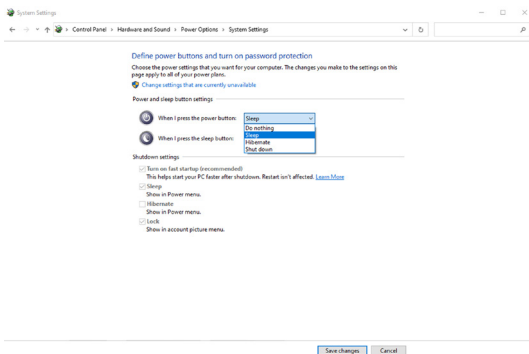 System Settings
Control Panel > Hardware and Sound > Power Options > System Settings
Define power buttons and turn on password protection
Choose the power settings that you want for your computer. The changes you make to the settings on this
page apply to all of your power plans.
Change settings that are currently unavailable
Power and sleep button settings
When I press the power button: Sleep
Do nothing
Sleep
When I press the sleep button: Hibernate
Shut down
Shutdown settings
Turn on fast startup (recommended)
This helps start your PC faster after shutdown. Restart isn't affected. Learn More
Sleep
Show in Power menu.
Hibernate
Show in Power menu.
Lock
Show in account picture menu.
Save changes Cancel